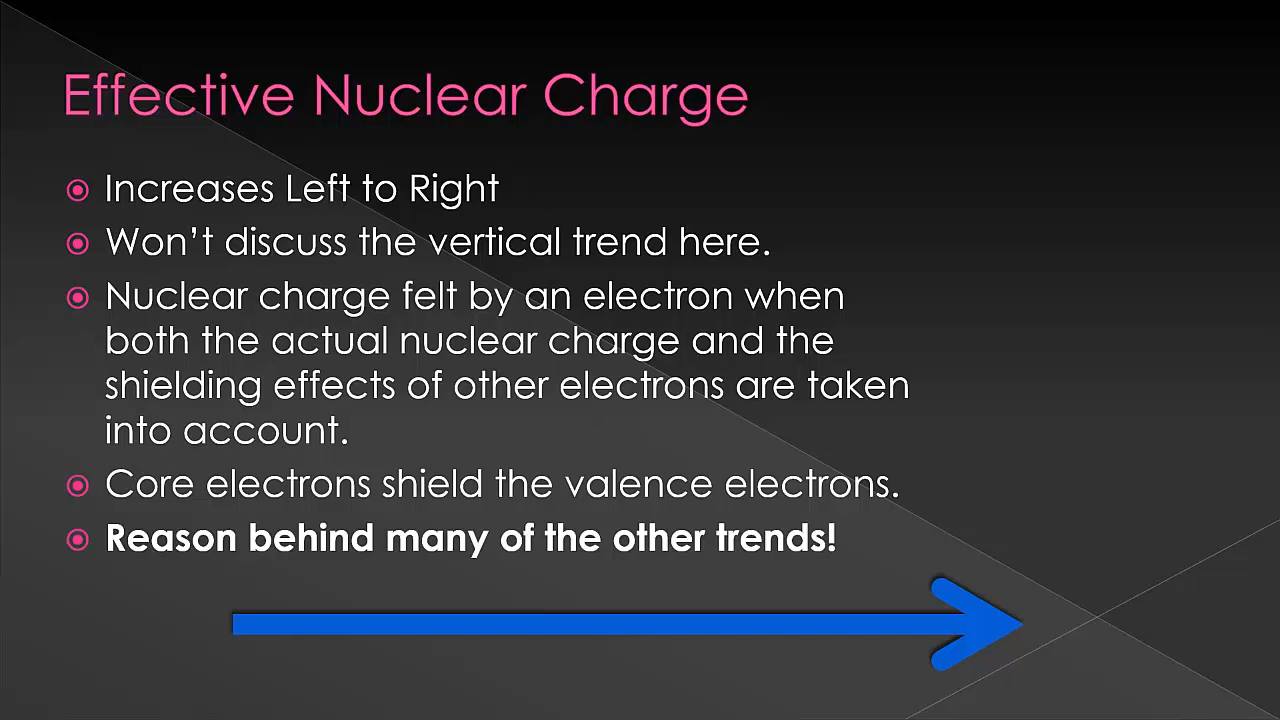 Effective Nuclear Charge
Increases Left to Right
Won’t discuss the vertical trend here.
Nuclear charge felt by an electron when
both the actual nuclear charge and the
shielding effects of other electrons are taken
into account.
Core electrons shield the valence electrons.
Reason behind many of the other trends!